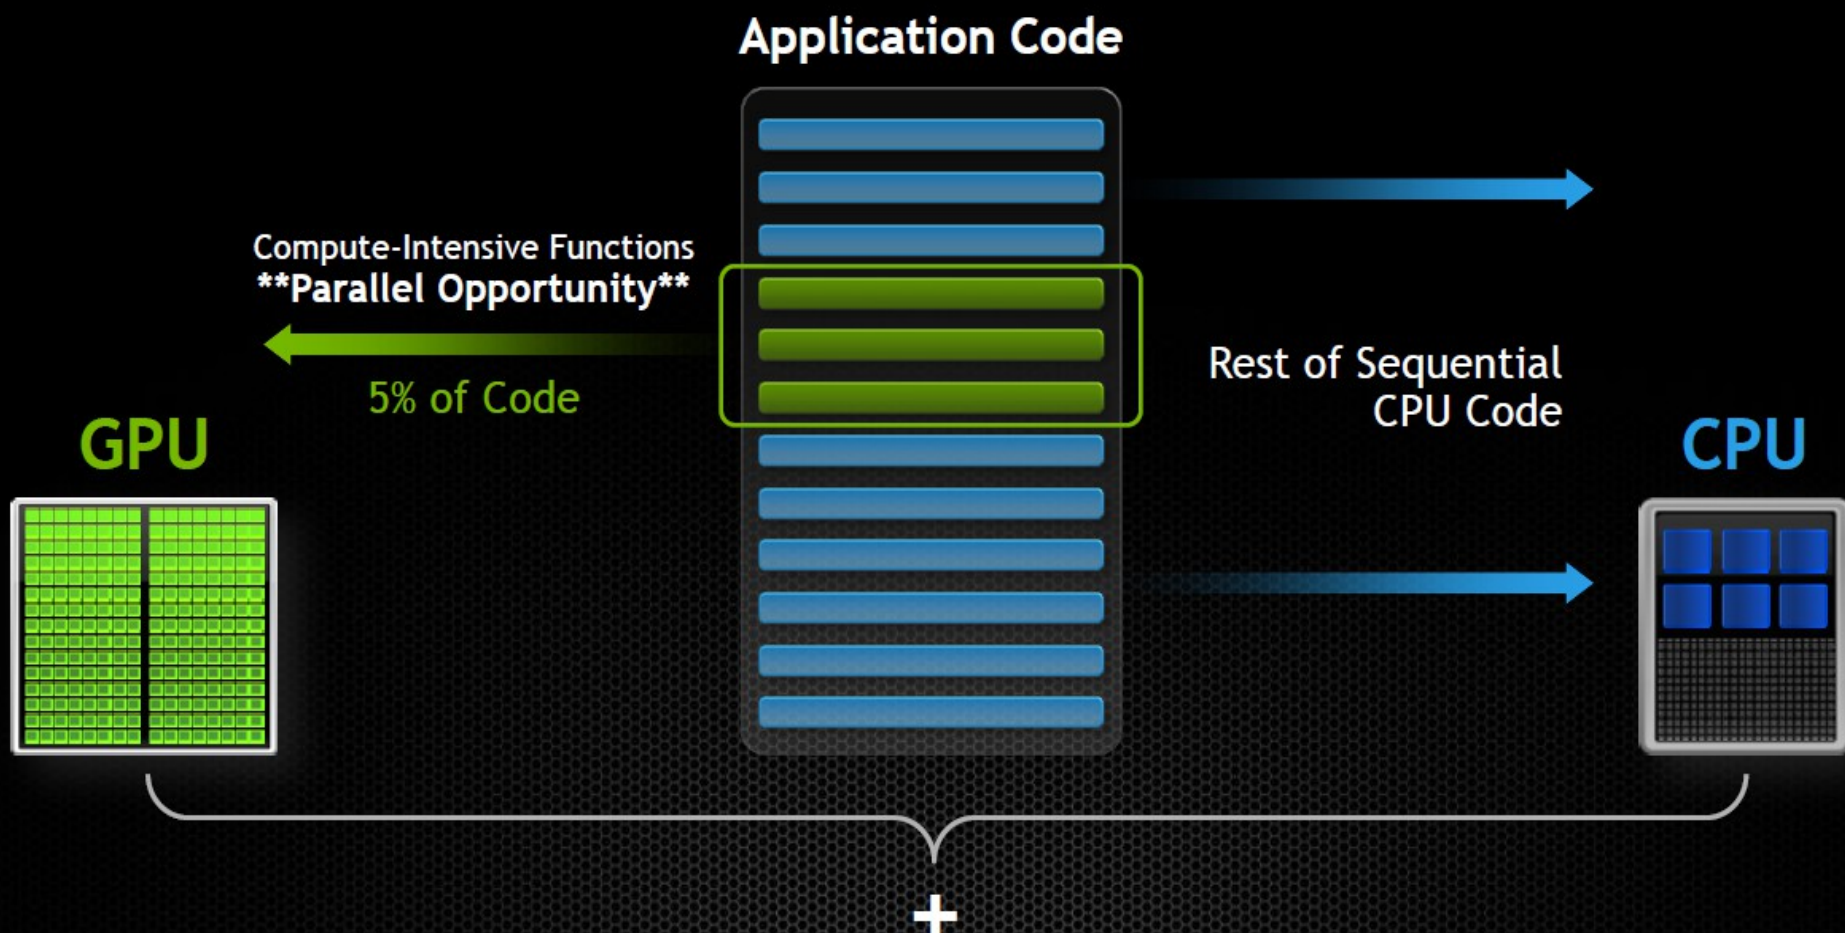 Application Code
Compute-Intensive Functions
**Parallel Opportunity**
5% of Code
Rest of Sequential
CPU Code
GPU
CPU
+